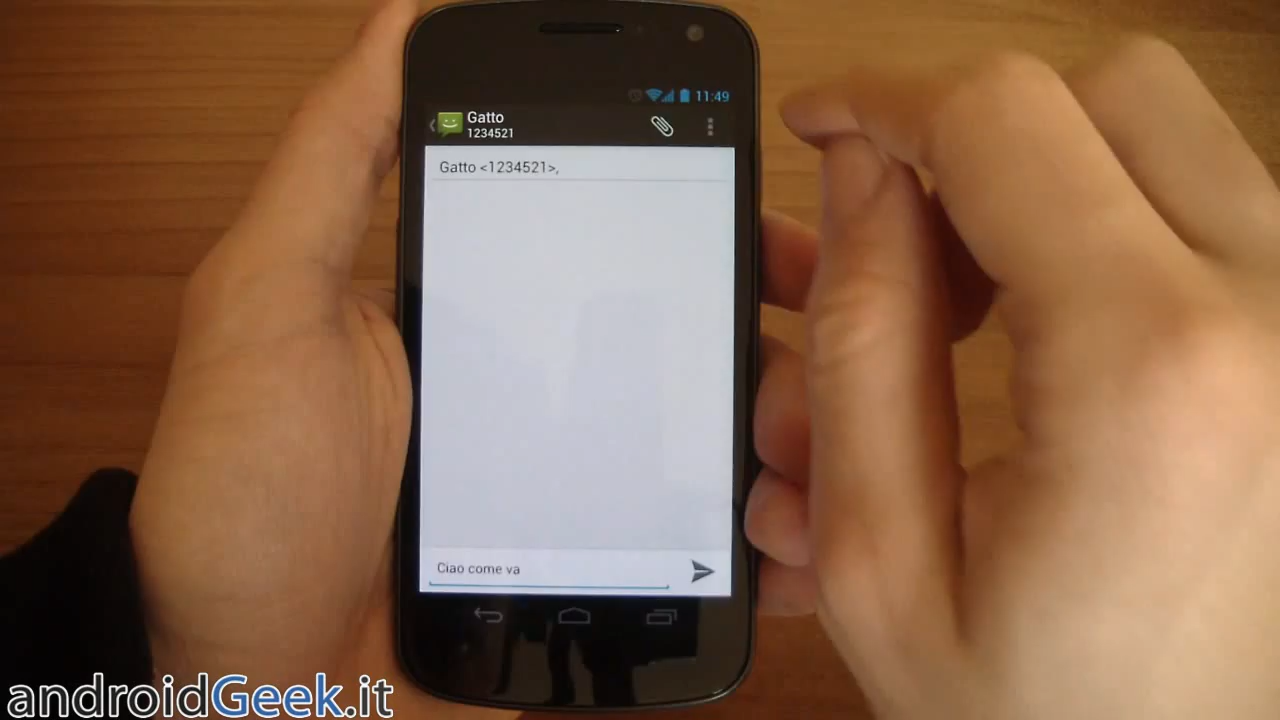 11:49
Gatto
1234521
Gatto <1234521>,
Ciao come va
androidGeek.it